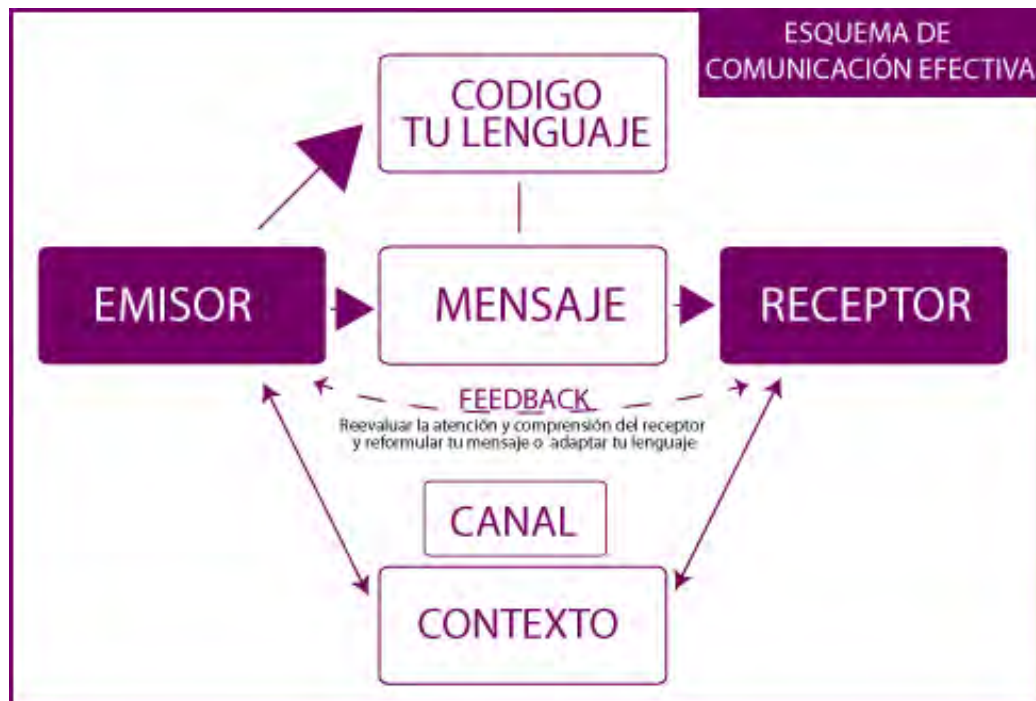 ESQUEMA DE
COMUNICACIÓN EFECTIVA
CODIGO
TU LENGUAJE
EMISOR
MENSAJE
RECEPTOR
FEEDBACK
Reevaluar la atención y comprensión del receptor
y reformular tu mensaje o adaptar tu lenguaje
CANAL
CONTEXTO